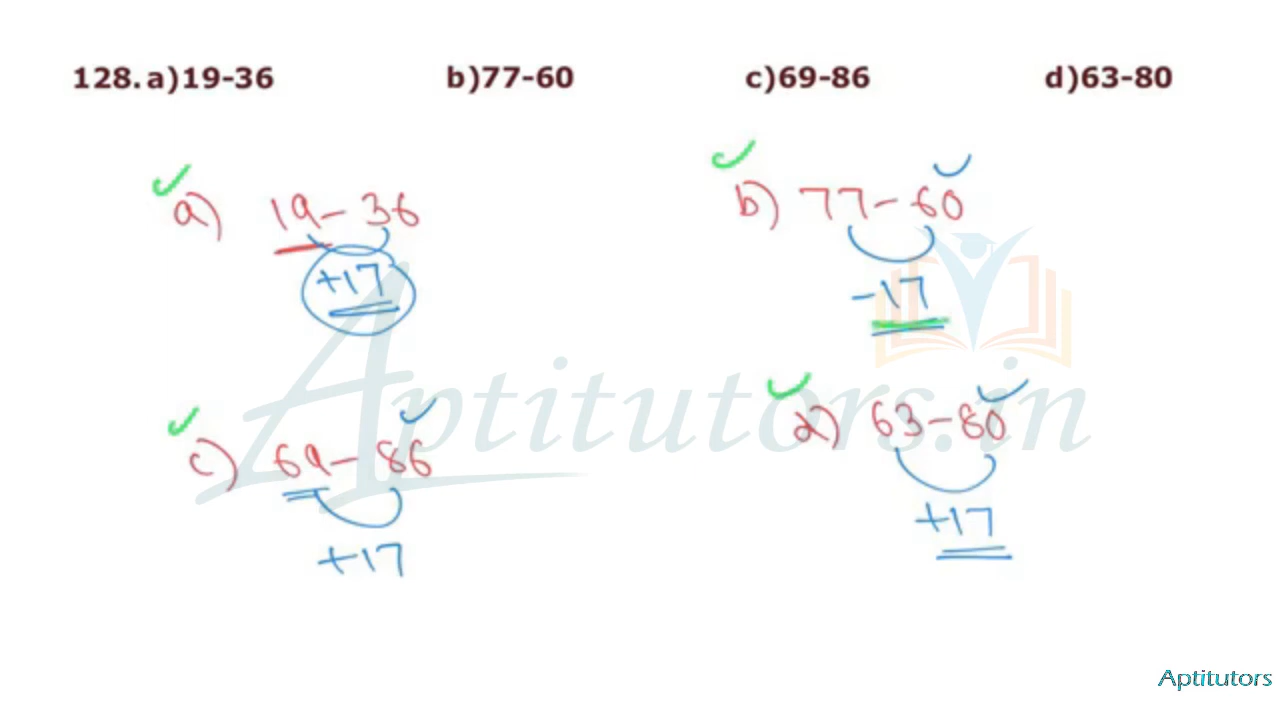 128. a)19-36 b)77-60 c)69-86 d)63-80
a) 19-36
+17
b) 77-60
-17
c) 69-86
+17
d) 63-80
+17
Aptitutors.in
Aptitutors